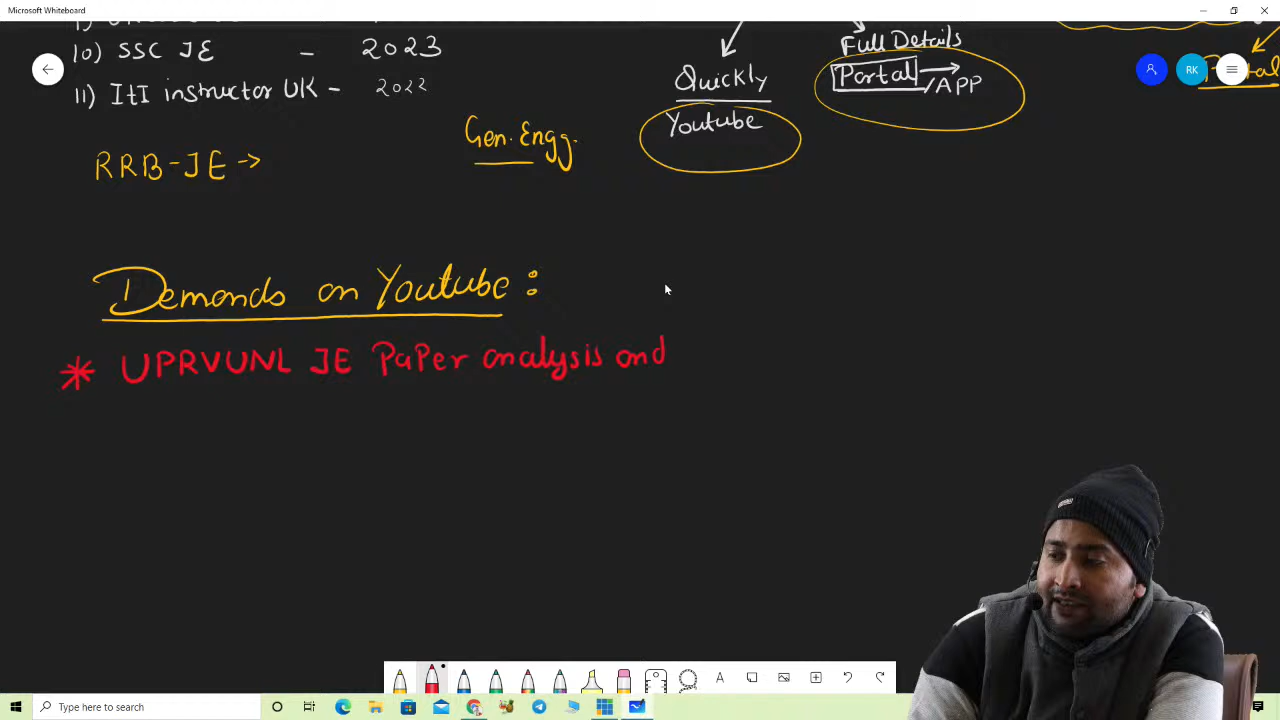 Microsoft Whiteboard
10) SSC JE - 2023
11) ItI instructor UK - 2022
Full Details
Portal /APP
Quickly
Youtube
RK
Gen. Engg.
RRB-JE →
Demands on Youtube :
* UPRVUNL JE PaPer analysis and
A
Type here to search